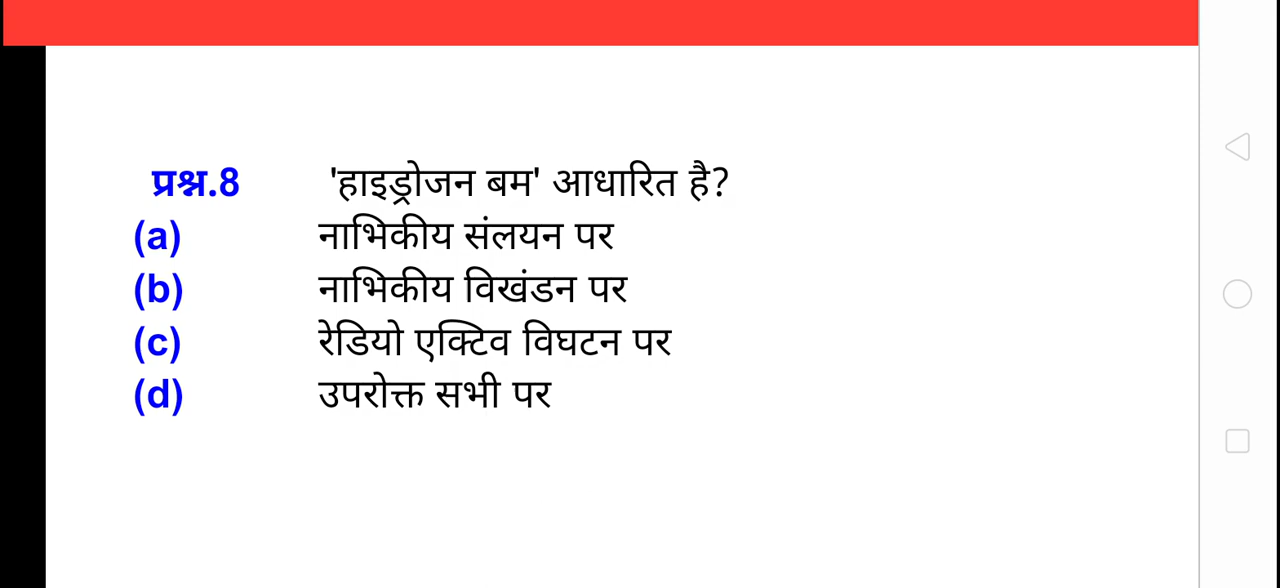 प्रश्न.8 'हाइड्रोजन बम' आधारित है?
(a) नाभिकीय संलयन पर
(b) नाभिकीय विखंडन पर
(c) रेडियो एक्टिव विघटन पर
(d) उपरोक्त सभी पर